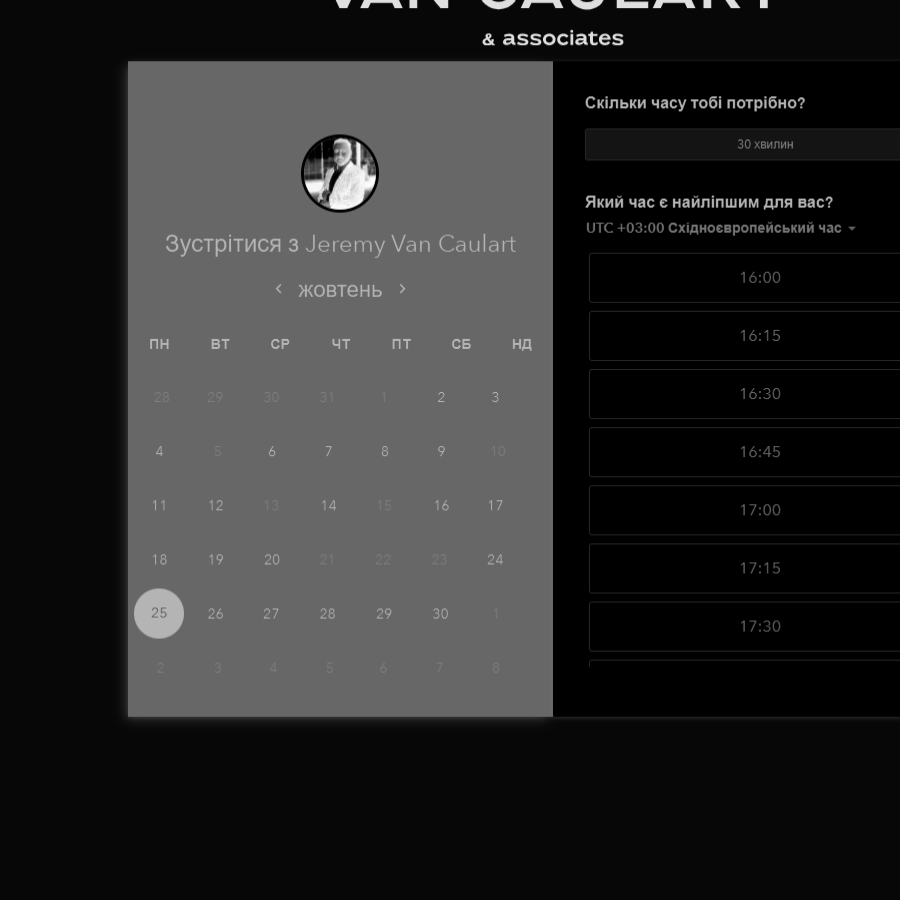 VAN CAULART
& associates
Зустрітися з Jeremy Van Caulart
жовтень
ПН ВТ СР ЧТ ПТ СБ НД
28 29 30 31 1 2 3
4 5 6 7 8 9 10
11 12 13 14 15 16 17
18 19 20 21 22 23 24
25 26 27 28 29 30 1
2 3 4 5 6 7 8
Скільки часу тобі потрібно?
30 хвилин
Який час є найліпшим для вас?
UTC +03:00 Східноєвропейський час
16:00
16:15
16:30
16:45
17:00
17:15
17:30